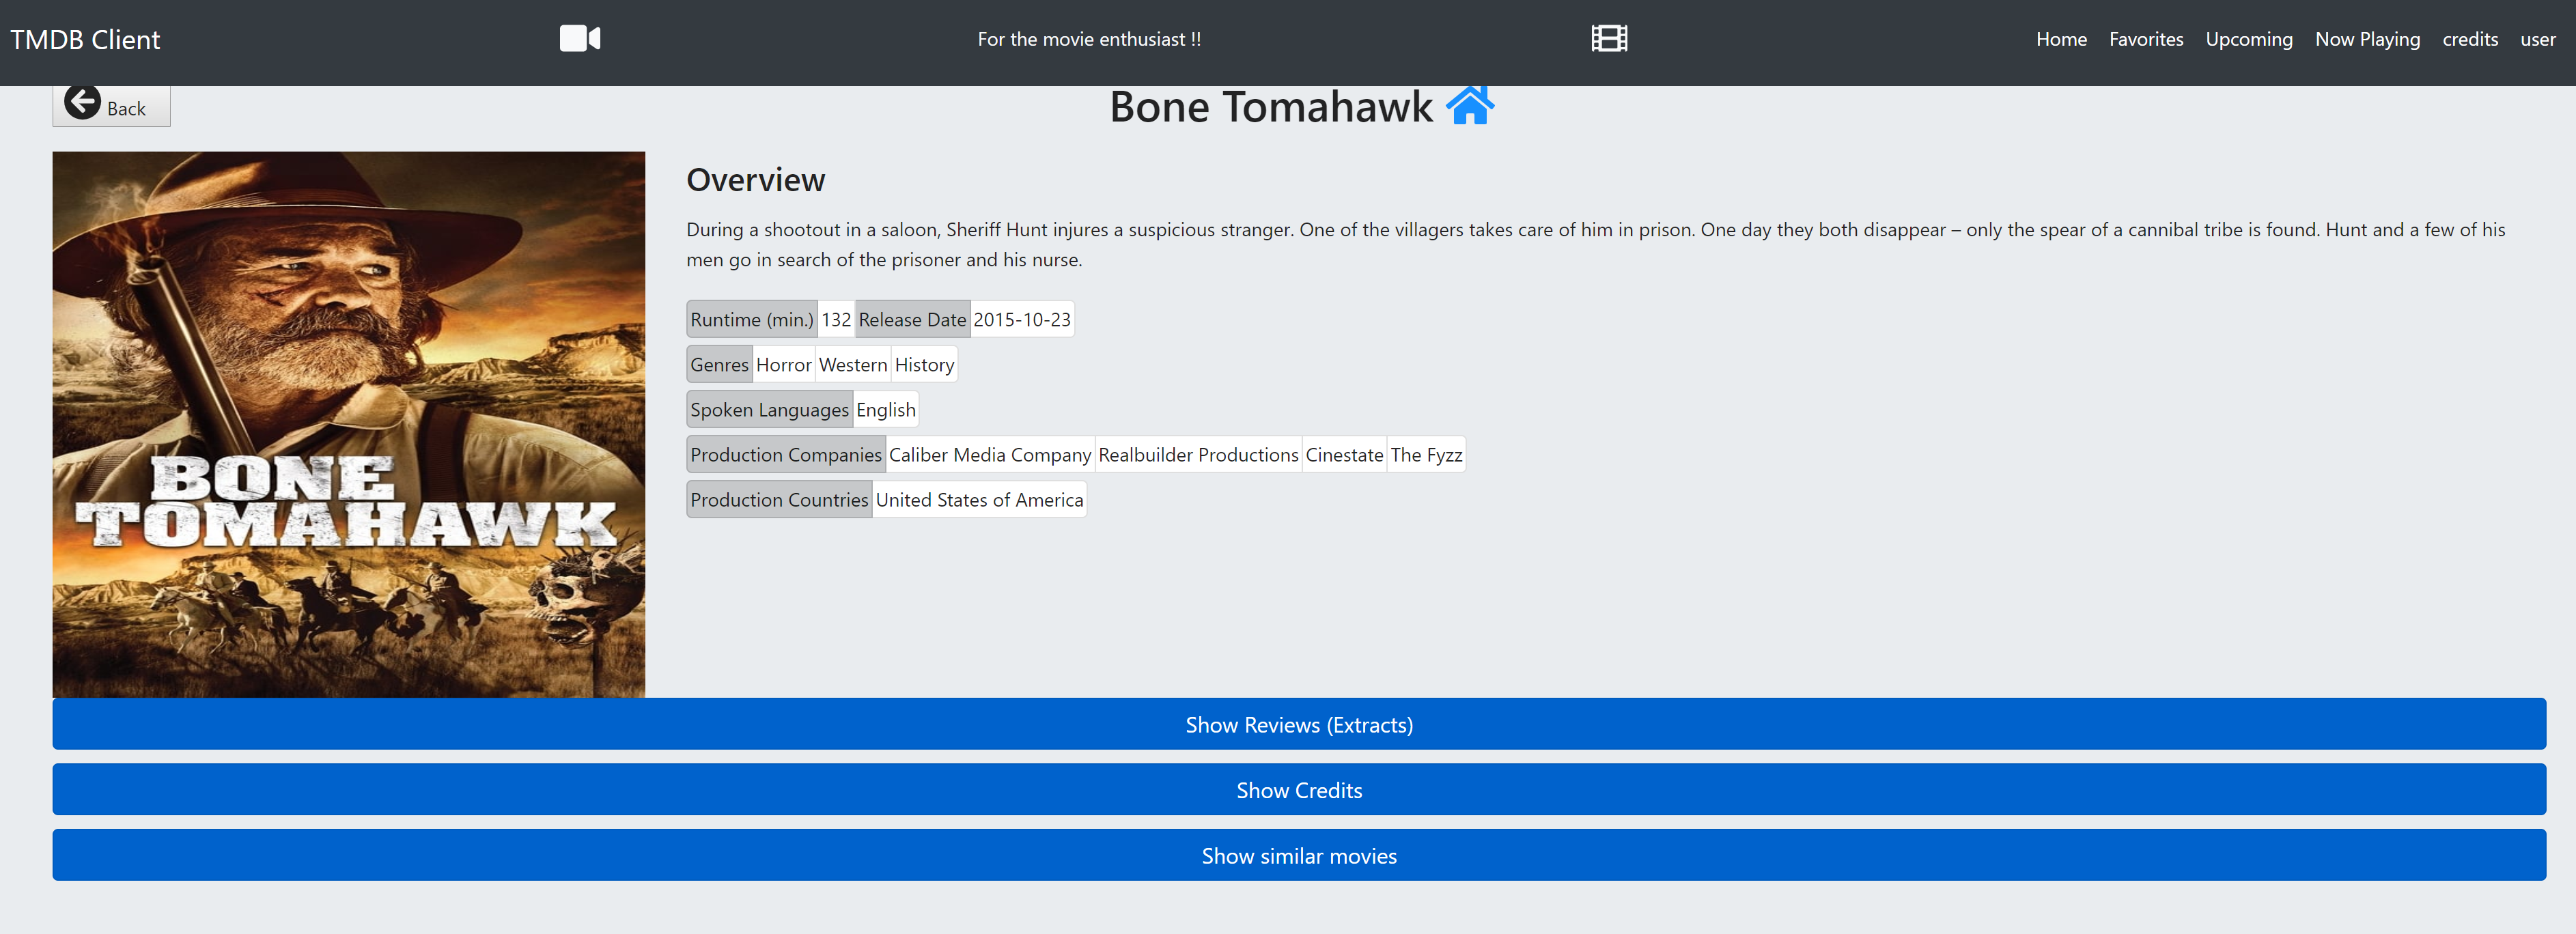 TMDB Client
For the movie enthusiast !!
Home Favorites Upcoming Now Playing credits user
Back
Bone Tomahawk
BONE
TOMAHAWK
Overview
During a shootout in a saloon, Sheriff Hunt injures a suspicious stranger. One of the villagers takes care of him in prison. One day they both disappear – only the spear of a cannibal tribe is found. Hunt and a few of his
men go in search of the prisoner and his nurse.
Runtime (min.) 132 Release Date 2015-10-23
Genres Horror Western History
Spoken Languages English
Production Companies Caliber Media Company Realbuilder Productions Cinestate The Fyzz
Production Countries United States of America
Show Reviews (Extracts)
Show Credits
Show similar movies